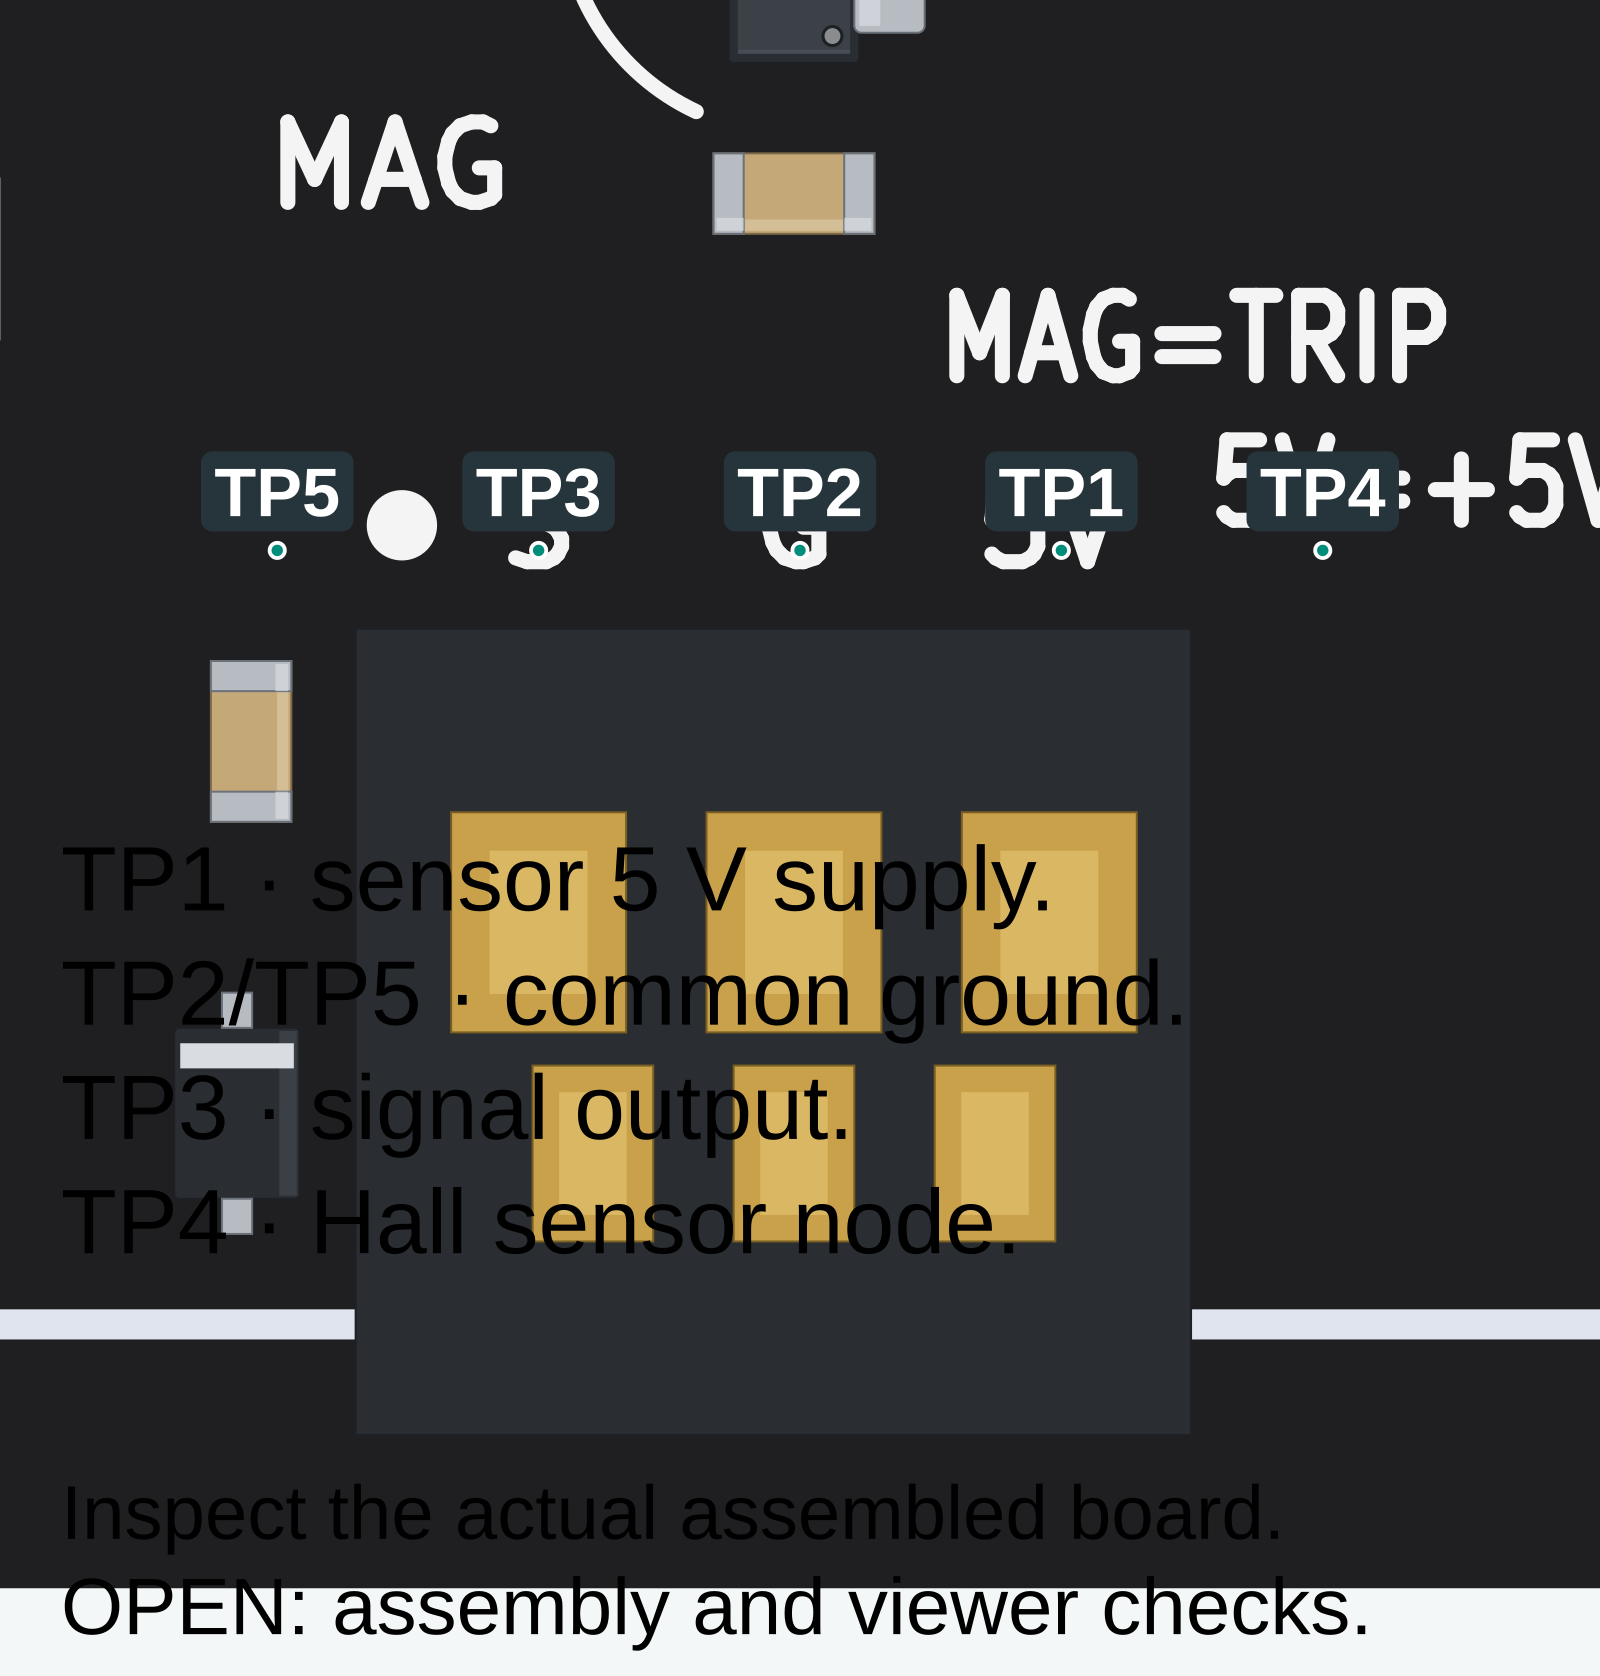 MAG
MAG=TRIP
TP5 TP3 TP2 TP1 TP4 +5V
TP1 · sensor 5 V supply.
TP2/TP5 · common ground.
TP3 · signal output.
TP4 · Hall sensor node.
Inspect the actual assembled board.
OPEN: assembly and viewer checks.